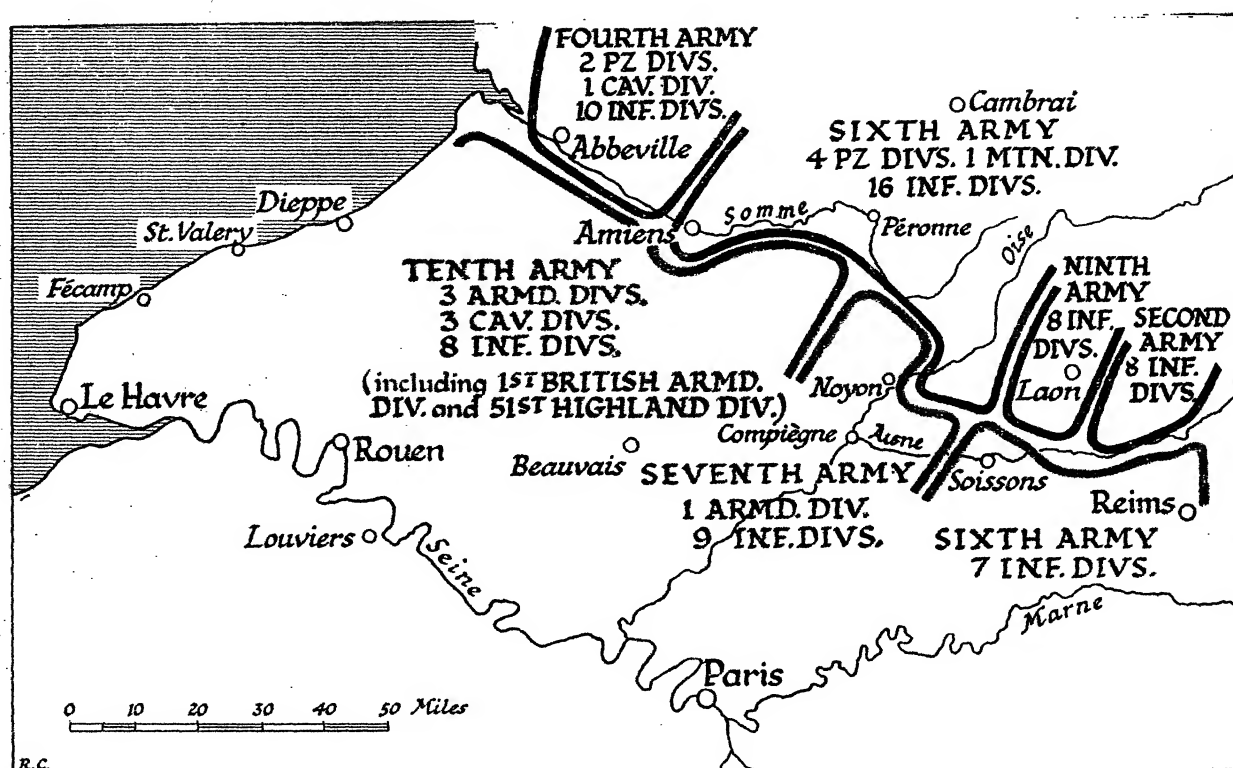 FOURTH ARMY
2 PZ DIVS.
1 CAV. DIV.
10 INF. DIVS.
Abbeville
Cambrai
SIXTH ARMY
4 PZ DIVS. 1 MTN. DIV.
16 INF. DIVS.
Dieppe
St. Valery
Fécamp
Somme
Amiens
Péronne
Oise
TENTH ARMY
3 ARMD. DIVS.
3 CAV. DIVS.
8 INF. DIVS.
(including 1ST BRITISH ARMD.
DIV. and 51ST HIGHLAND DIV.)
NINTH
ARMY
8 INF.
DIVS.
SECOND
ARMY
8 INF.
DIVS.
Laon
Noyon
Le Havre
Rouen
Beauvais
Compiègne
Aisne
Soissons
Reims
SEVENTH ARMY
1 ARMD. DIV.
9 INF. DIVS.
SIXTH ARMY
7 INF. DIVS.
Louviers
Seine
Marne
Paris
0 10 20 30 40 50 Miles
R.C.